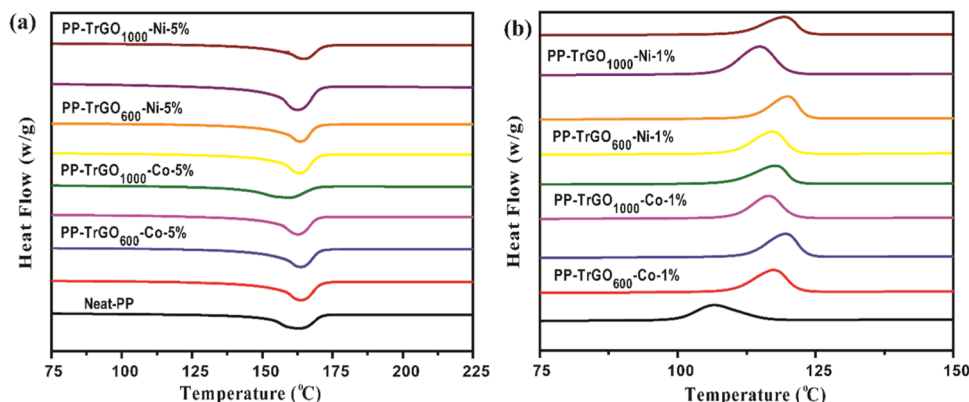 (a)
PP-TrGO1000-Ni-5%
PP-TrGO600-Ni-5%
PP-TrGO1000-Co-5%
PP-TrGO600-Co-5%
Neat-PP
Heat Flow (w/g)
75 100 125 150 175 200 225
Temperature (°C)
(b)
PP-TrGO1000-Ni-1%
PP-TrGO600-Ni-1%
PP-TrGO1000-Co-1%
PP-TrGO600-Co-1%
Heat Flow (w/g)
75 100 125 150
Temperature (°C)